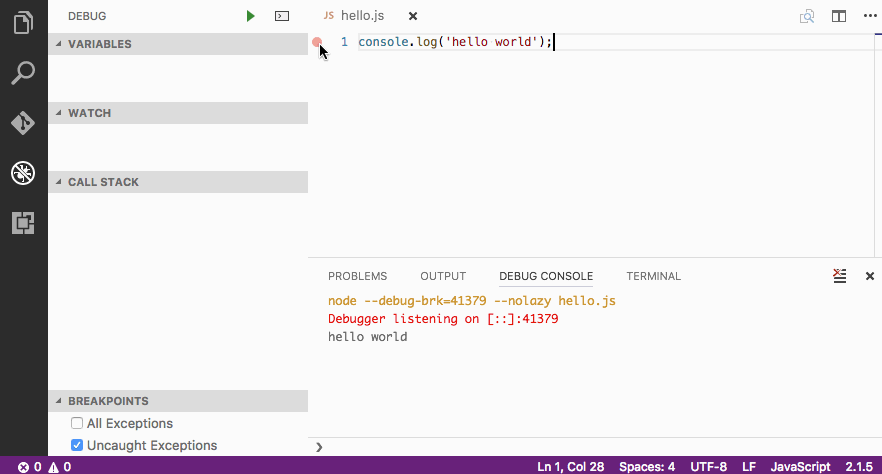 DEBUG
VARIABLES
WATCH
CALL STACK
BREAKPOINTS
All Exceptions
Uncaught Exceptions
JS hello.js
1 console.log('hello world');
PROBLEMS OUTPUT DEBUG CONSOLE TERMINAL
node --debug-brk=41379 --nolazy hello.js
Debugger listening on [::]:41379
hello world
0 0 Ln 1, Col 28 Spaces: 4 UTF-8 LF JavaScript 2.1.5